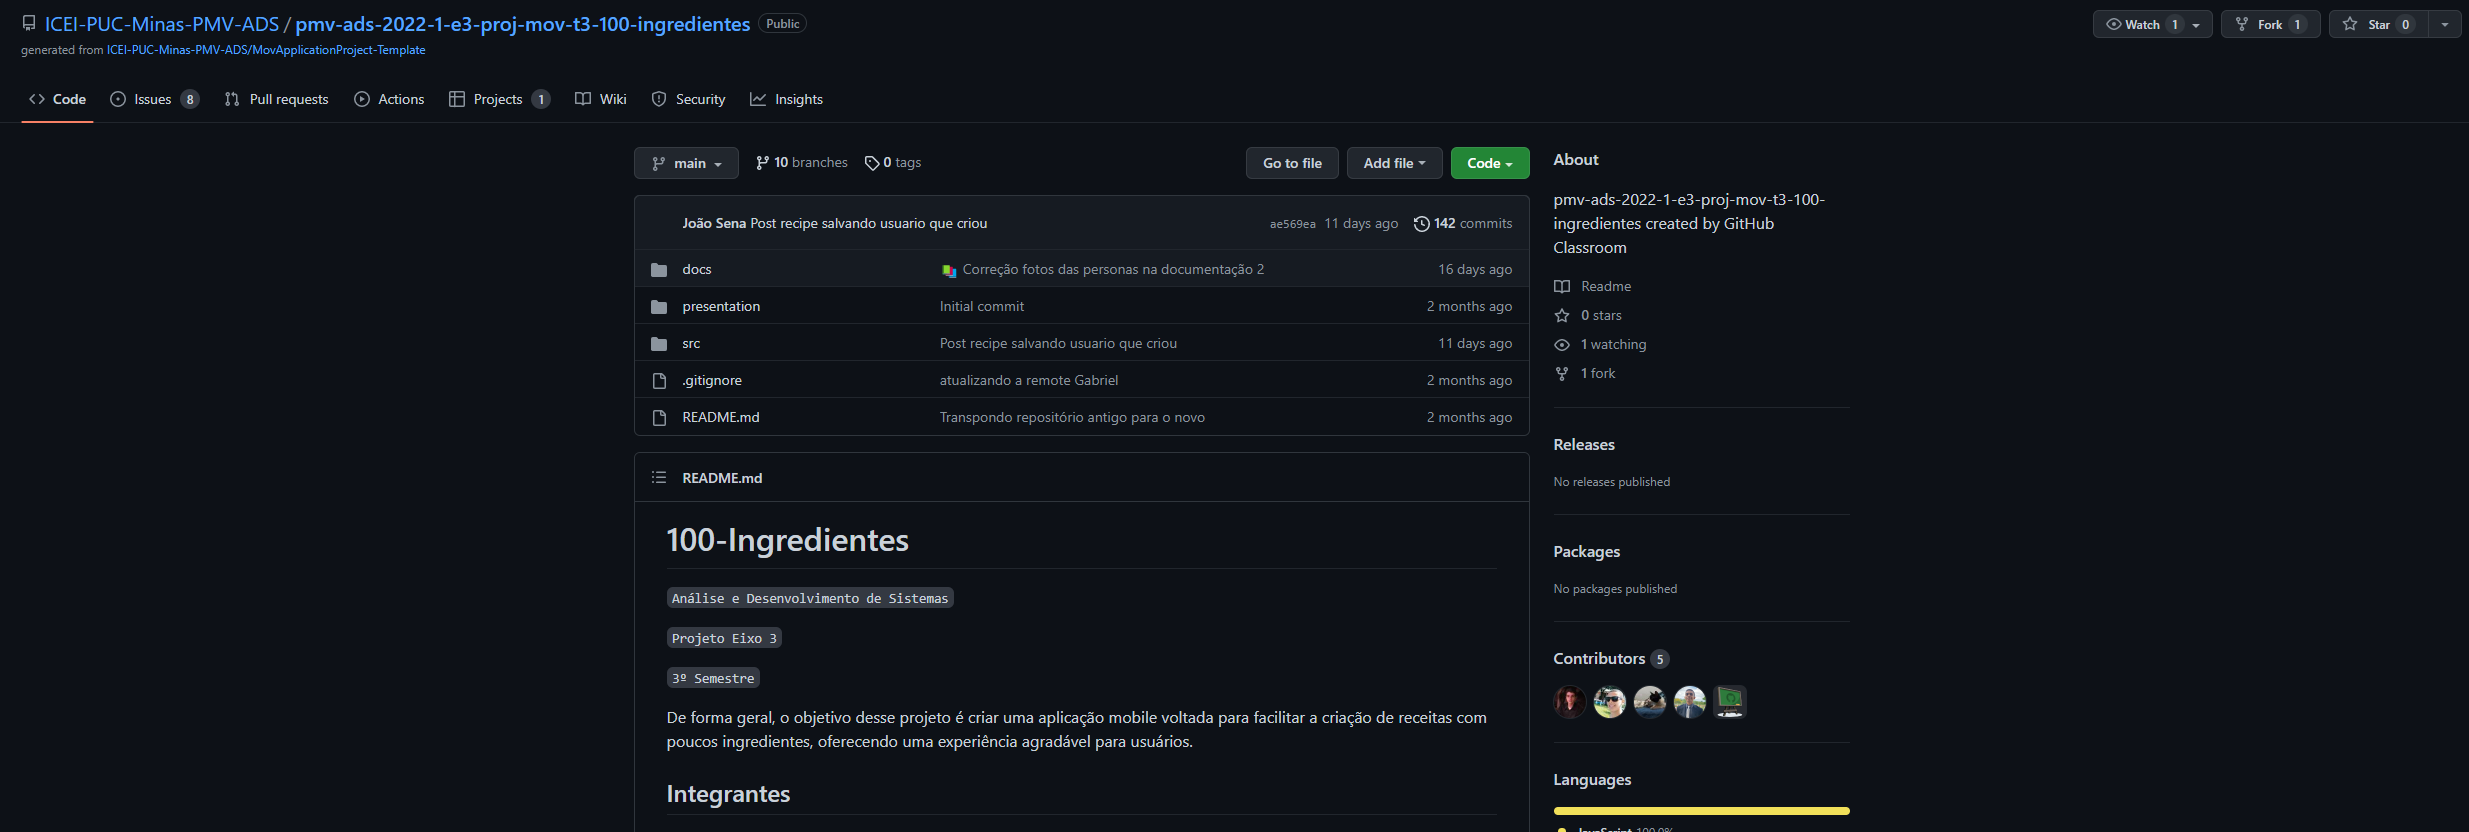 ICEI-PUC-Minas-PMV-ADS / pmv-ads-2022-1-e3-proj-mov-t3-100-ingredientes Public
Watch 1 Fork 1 Star 0
generated from ICEI-PUC-Minas-PMV-ADS/MovApplicationProject-Template
Code Issues 8 Pull requests Actions Projects 1 Wiki Security Insights
main 10 branches 0 tags Go to file Add file Code
João Sena Post recipe salvando usuario que criou ae569ea 11 days ago 142 commits
docs Correção fotos das personas na documentação 2 16 days ago
presentation Initial commit 2 months ago
src Post recipe salvando usuario que criou 11 days ago
.gitignore atualizando a remote Gabriel 2 months ago
README.md Transpondo repositório antigo para o novo 2 months ago
README.md
100-Ingredientes
Análise e Desenvolvimento de Sistemas
Projeto Eixo 3
3º Semestre
De forma geral, o objetivo desse projeto é criar uma aplicação mobile voltada para facilitar a criação de receitas com
poucos ingredientes, oferecendo uma experiência agradável para usuários.
Integrantes
About
pmv-ads-2022-1-e3-proj-mov-t3-100-
ingredientes created by GitHub
Classroom
Readme
0 stars
1 watching
1 fork
Releases
No releases published
Packages
No packages published
Contributors 5
Languages
JavaScript 100.0%